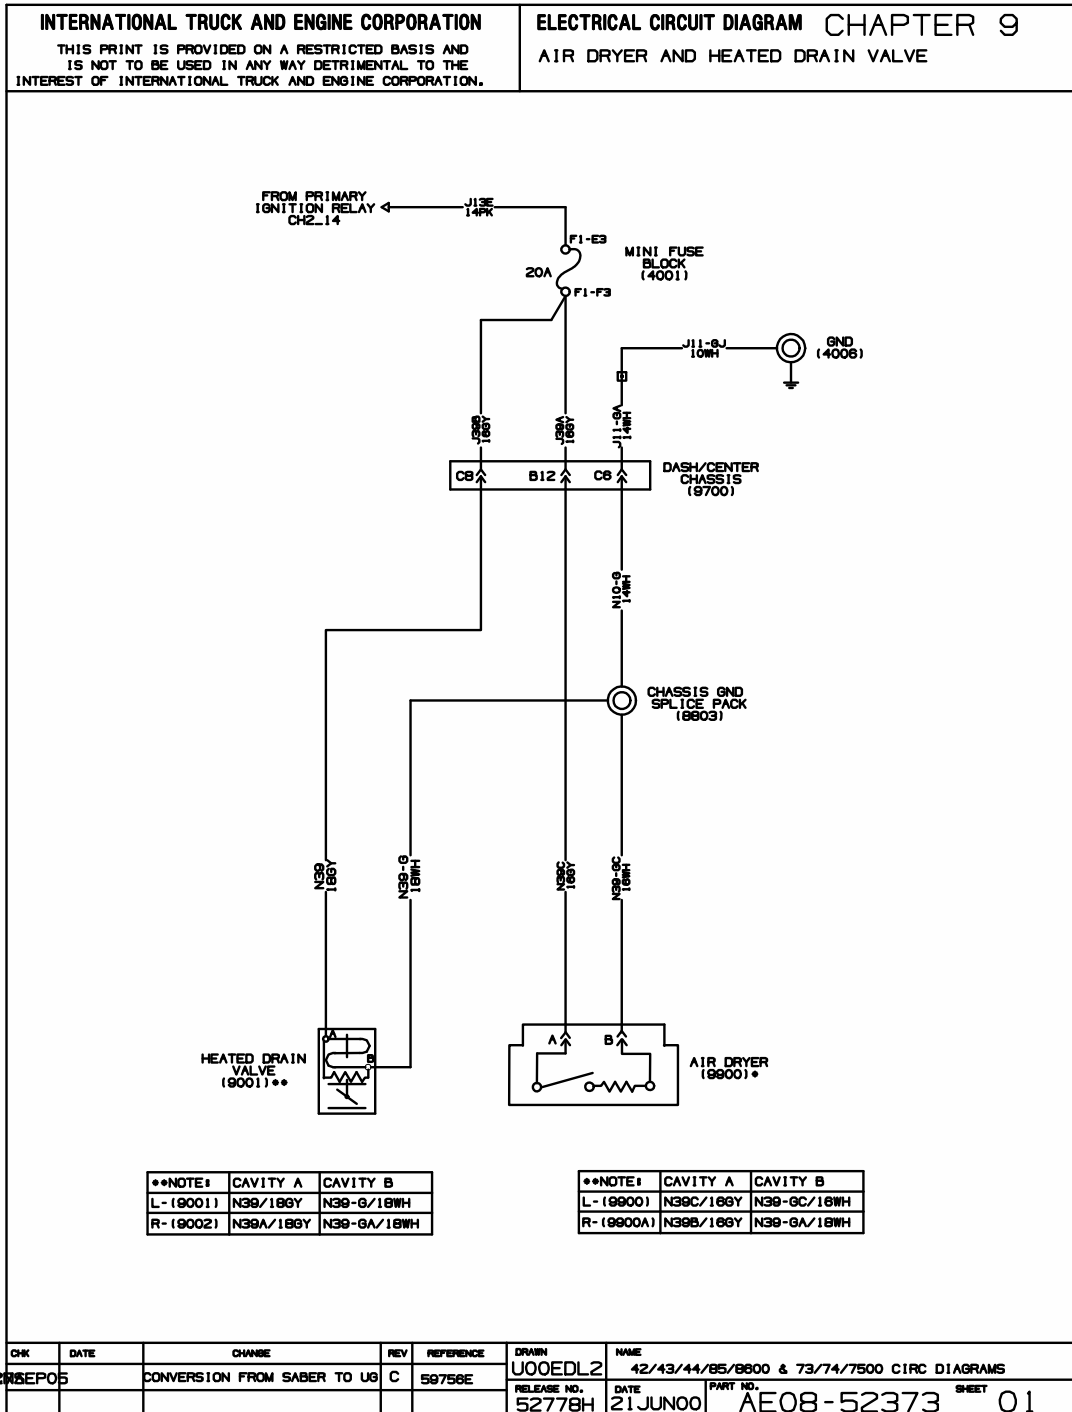 INTERNATIONAL TRUCK AND ENGINE CORPORATION
THIS PRINT IS PROVIDED ON A RESTRICTED BASIS AND
IS NOT TO BE USED IN ANY WAY DETRIMENTAL TO THE
INTEREST OF INTERNATIONAL TRUCK AND ENGINE CORPORATION.
ELECTRICAL CIRCUIT DIAGRAM CHAPTER 9
AIR DRYER AND HEATED DRAIN VALVE
FROM PRIMARY
IGNITION RELAY
CH2_14
J13E
14PK
F1-E3
20A
F1-F3
MINI FUSE
BLOCK
(4001)
J11-GJ
10WH
GND
(4006)
J39B
16GY
J39A
16GY
J11-GA
14WH
C8
B12
C6
DASH/CENTER
CHASSIS
(9700)
N10-G
14WH
CHASSIS GND
SPLICE PACK
(8803)
N39
18GY
N39-G
18WH
N39C
16GY
N39-GC
16WH
A
B
HEATED DRAIN
VALVE
(9001)**
A
B
AIR DRYER
(9900)*
**NOTE: CAVITY A CAVITY B
L-(9001) N39/18GY N39-G/18WH
R-(9002) N39A/18GY N39-GA/18WH
**NOTE: CAVITY A CAVITY B
L-(9900) N39C/16GY N39-GC/16WH
R-(9900A) N39B/16GY N39-GA/18WH
CHK DATE CHANGE REV REFERENCE
SEP05 CONVERSION FROM SABER TO UG C 59756E
DRAWN
U00EDL2
NAME
42/43/44/85/8600 & 73/74/7500 CIRC DIAGRAMS
RELEASE NO.
52778H
DATE
21JUN00
PART NO.
AE08-52373
SHEET
01